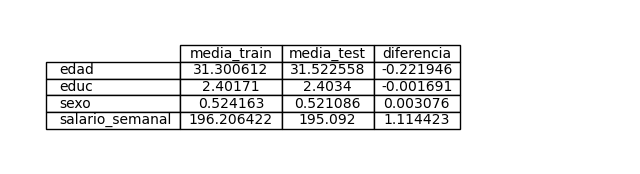 media_train media_test diferencia
edad 31.300612 31.522558 -0.221946
educ 2.40171 2.4034 -0.001691
sexo 0.524163 0.521086 0.003076
salario_semanal 196.206422 195.092 1.114423